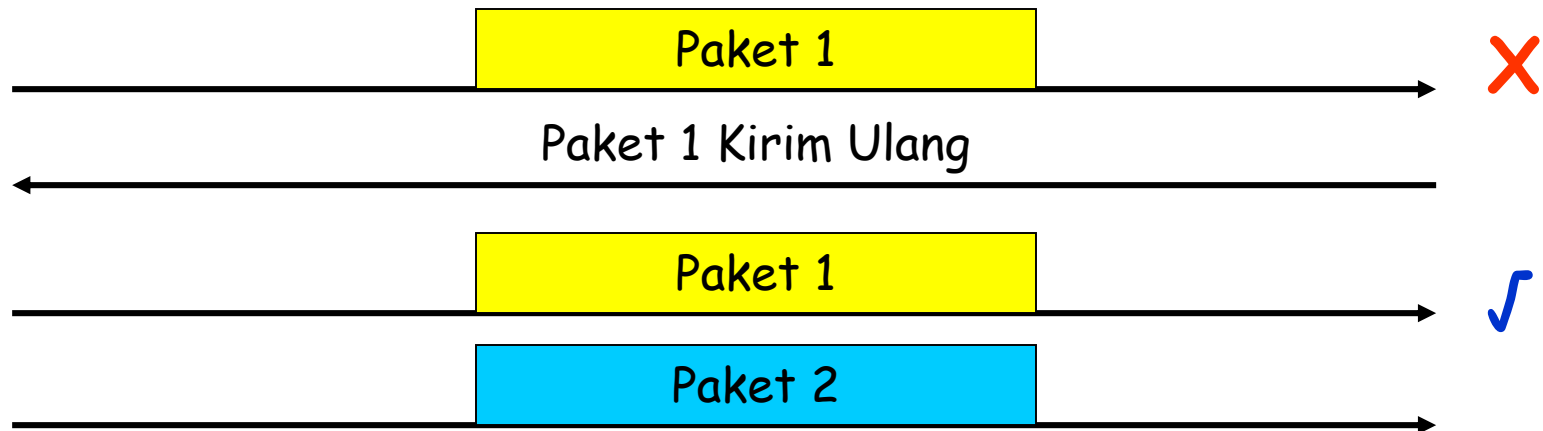 Paket 1
X
Paket 1 Kirim Ulang
Paket 1
√
Paket 2